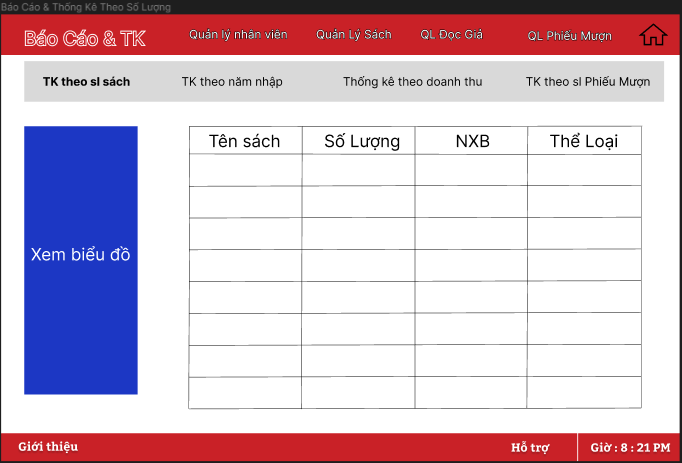 Báo Cáo & Thống Kê Theo Số Lượng
Báo Cáo & TK
Quản lý nhân viên
Quản Lý Sách
QL Đọc Giả
QL Phiếu Mượn
TK theo sl sách
TK theo năm nhập
Thống kê theo doanh thu
TK theo sl Phiếu Mượn
Tên sách
Số Lượng
NXB
Thể Loại
Xem biểu đồ
Giới thiệu
Hỗ trợ
Giờ : 8 : 21 PM